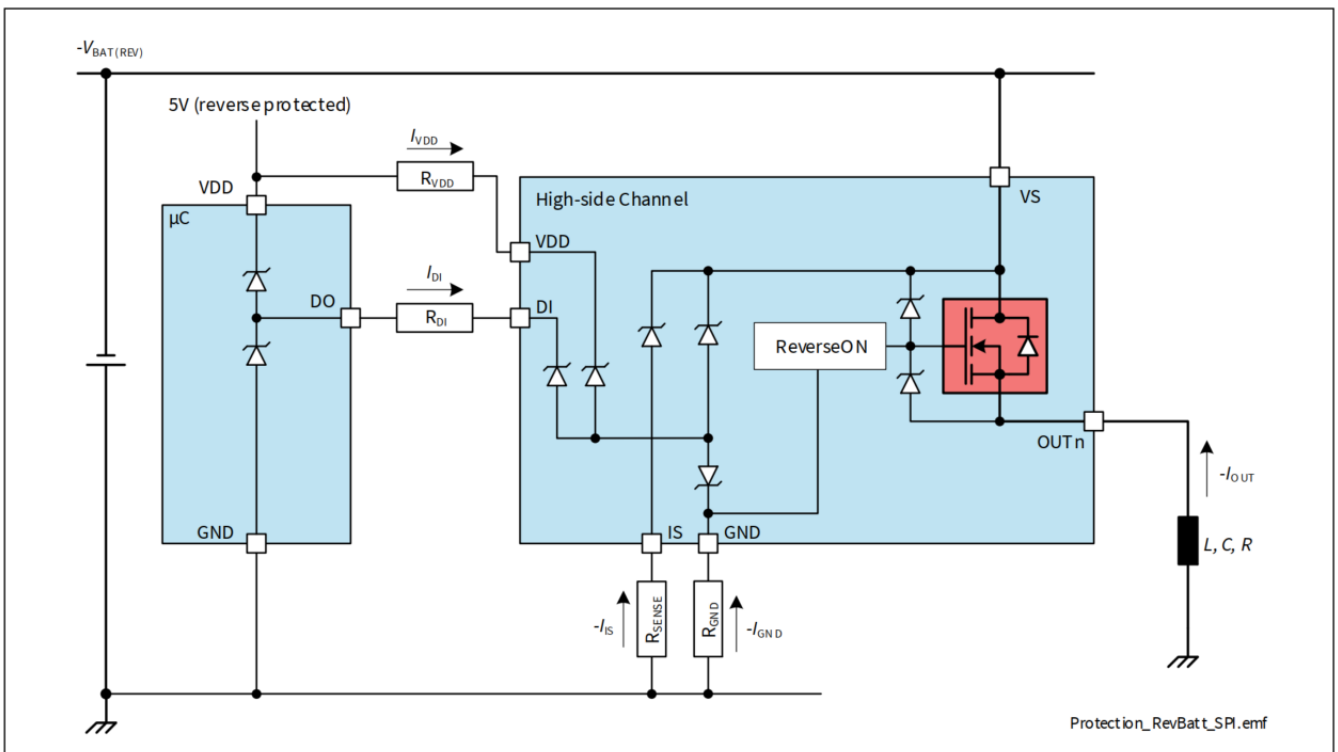 -VBAT(REV)
5V (reverse protected)
IVDD
RVDD
VDD
µC
High-side Channel
VS
VDD
IDI
DO
RDI
DI
ReverseON
OUTn
-IOUT
GND
IS
GND
L, C, R
-IIS
RSENSE
RGND
-IGND
Protection_RevBatt_SPI.emf